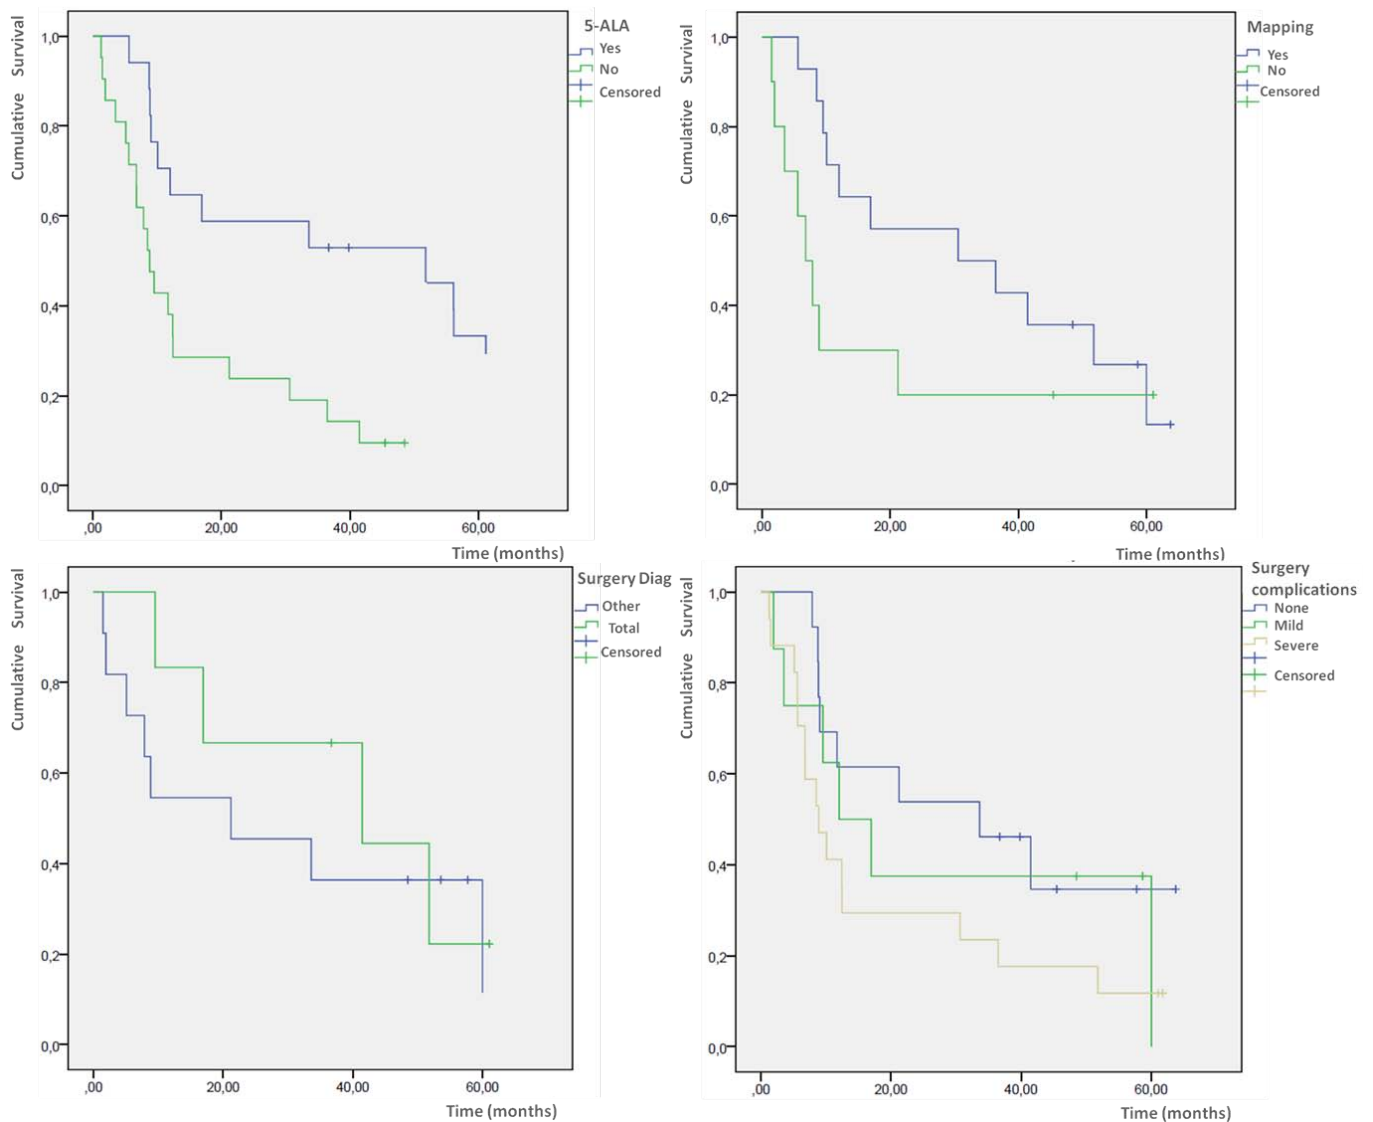 Cumulative Survival
1,0
0,8
0,6
0,4
0,2
0,0
,00
20,00
40,00
60,00
Time (months)
5-ALA
Yes
No
Censored
Cumulative Survival
1,0
0,8
0,6
0,4
0,2
0,0
,00
20,00
40,00
60,00
Time (months)
Mapping
Yes
No
Censored
Cumulative Survival
1,0
0,8
0,6
0,4
0,2
0,0
,00
20,00
40,00
60,00
Time (months)
Surgery Diag
Other
Total
Censored
Cumulative Survival
1,0
0,8
0,6
0,4
0,2
0,0
,00
20,00
40,00
60,00
Time (months)
Surgery
complications
None
Mild
Severe
Censored